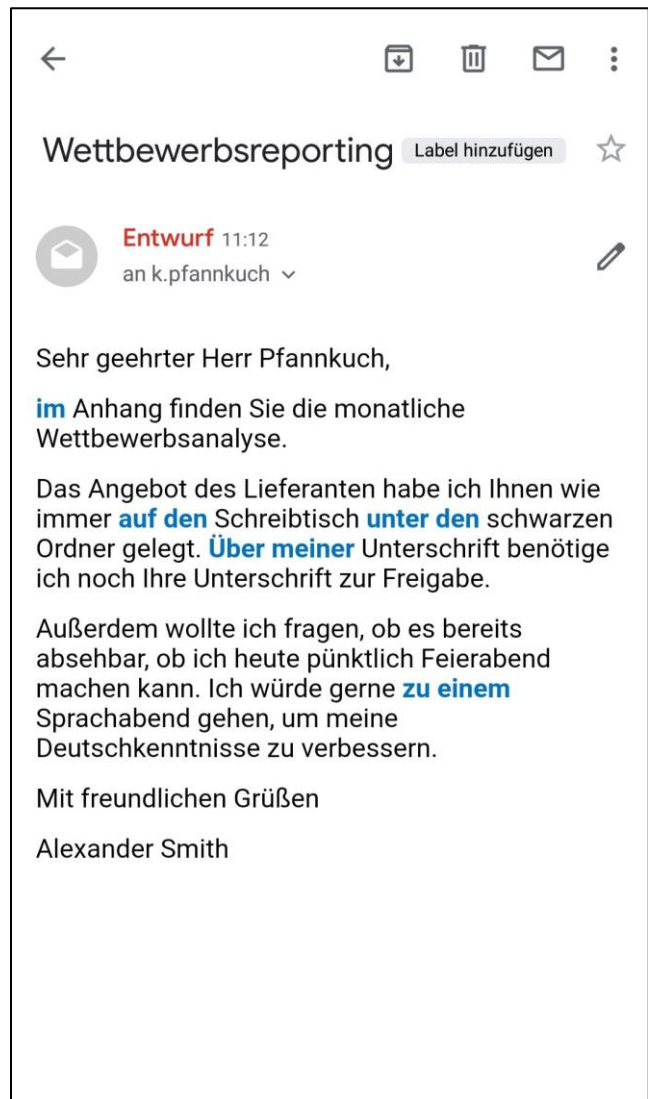 Wettbewerbsreporting Label hinzufügen
Entwurf 11:12
an k.pfannkuch
Sehr geehrter Herr Pfannkuch,
im Anhang finden Sie die monatliche
Wettbewerbsanalyse.
Das Angebot des Lieferanten habe ich Ihnen wie
immer auf den Schreibtisch unter den schwarzen
Ordner gelegt. Über meiner Unterschrift benötige
ich noch Ihre Unterschrift zur Freigabe.
Außerdem wollte ich fragen, ob es bereits
absehbar, ob ich heute pünktlich Feierabend
machen kann. Ich würde gerne zu einem
Sprachabend gehen, um meine
Deutschkenntnisse zu verbessern.
Mit freundlichen Grüßen
Alexander Smith